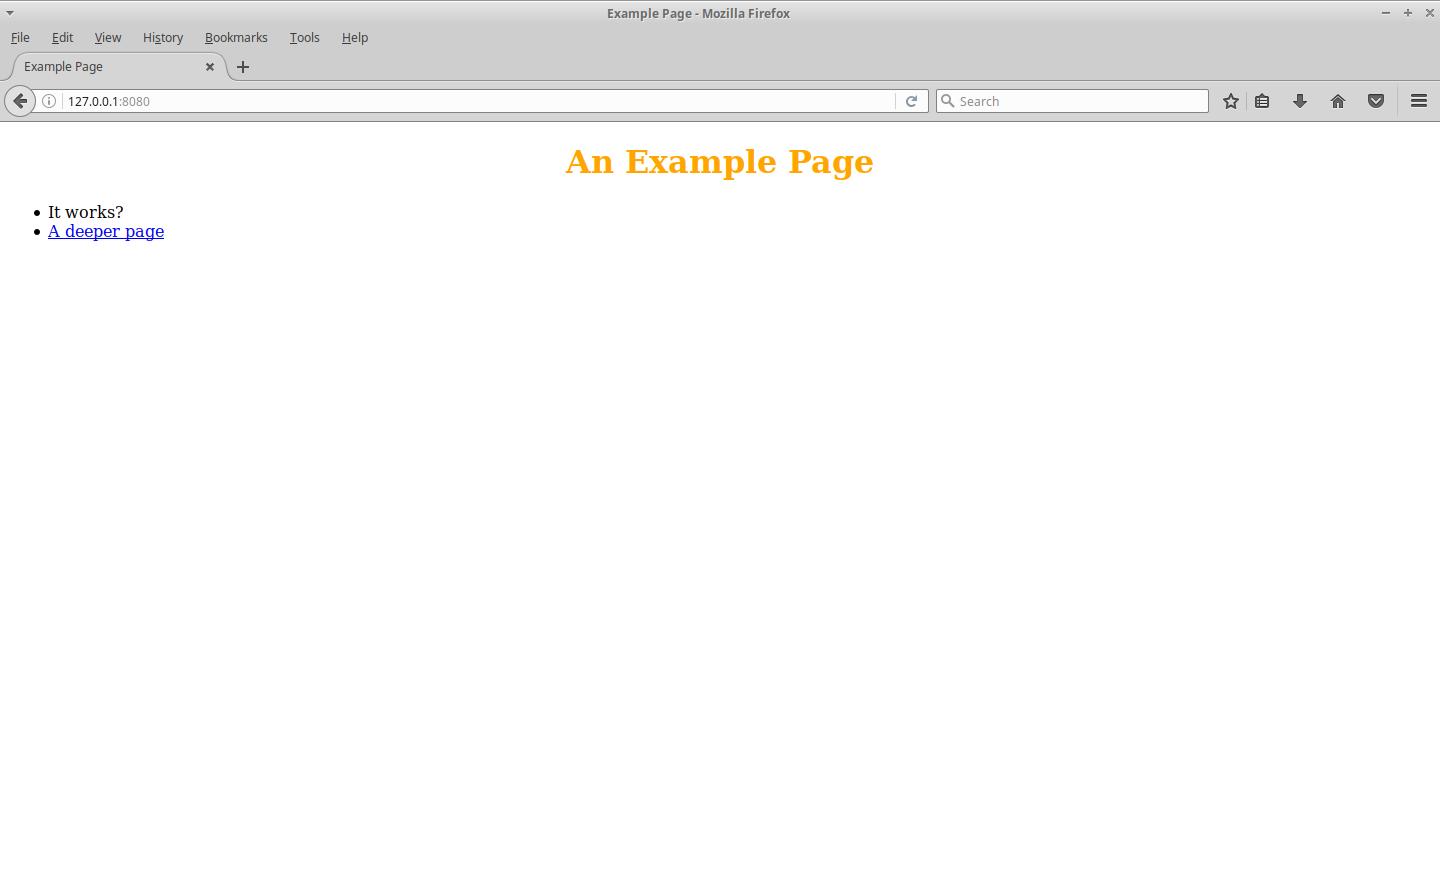 Example Page - Mozilla Firefox
File Edit View History Bookmarks Tools Help
Example Page
127.0.0.1:8080 Search
An Example Page
It works?
A deeper page